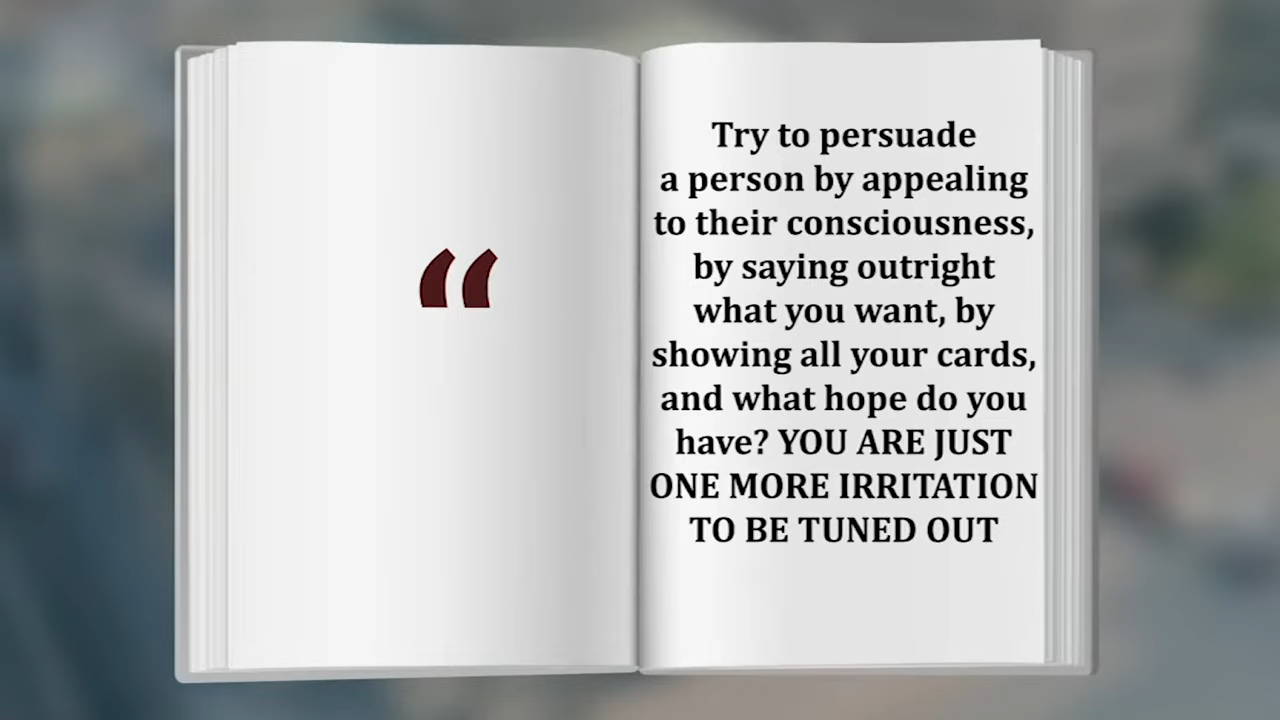 “
Try to persuade
a person by appealing
to their consciousness,
by saying outright
what you want, by
showing all your cards,
and what hope do you
have? YOU ARE JUST
ONE MORE IRRITATION
TO BE TUNED OUT